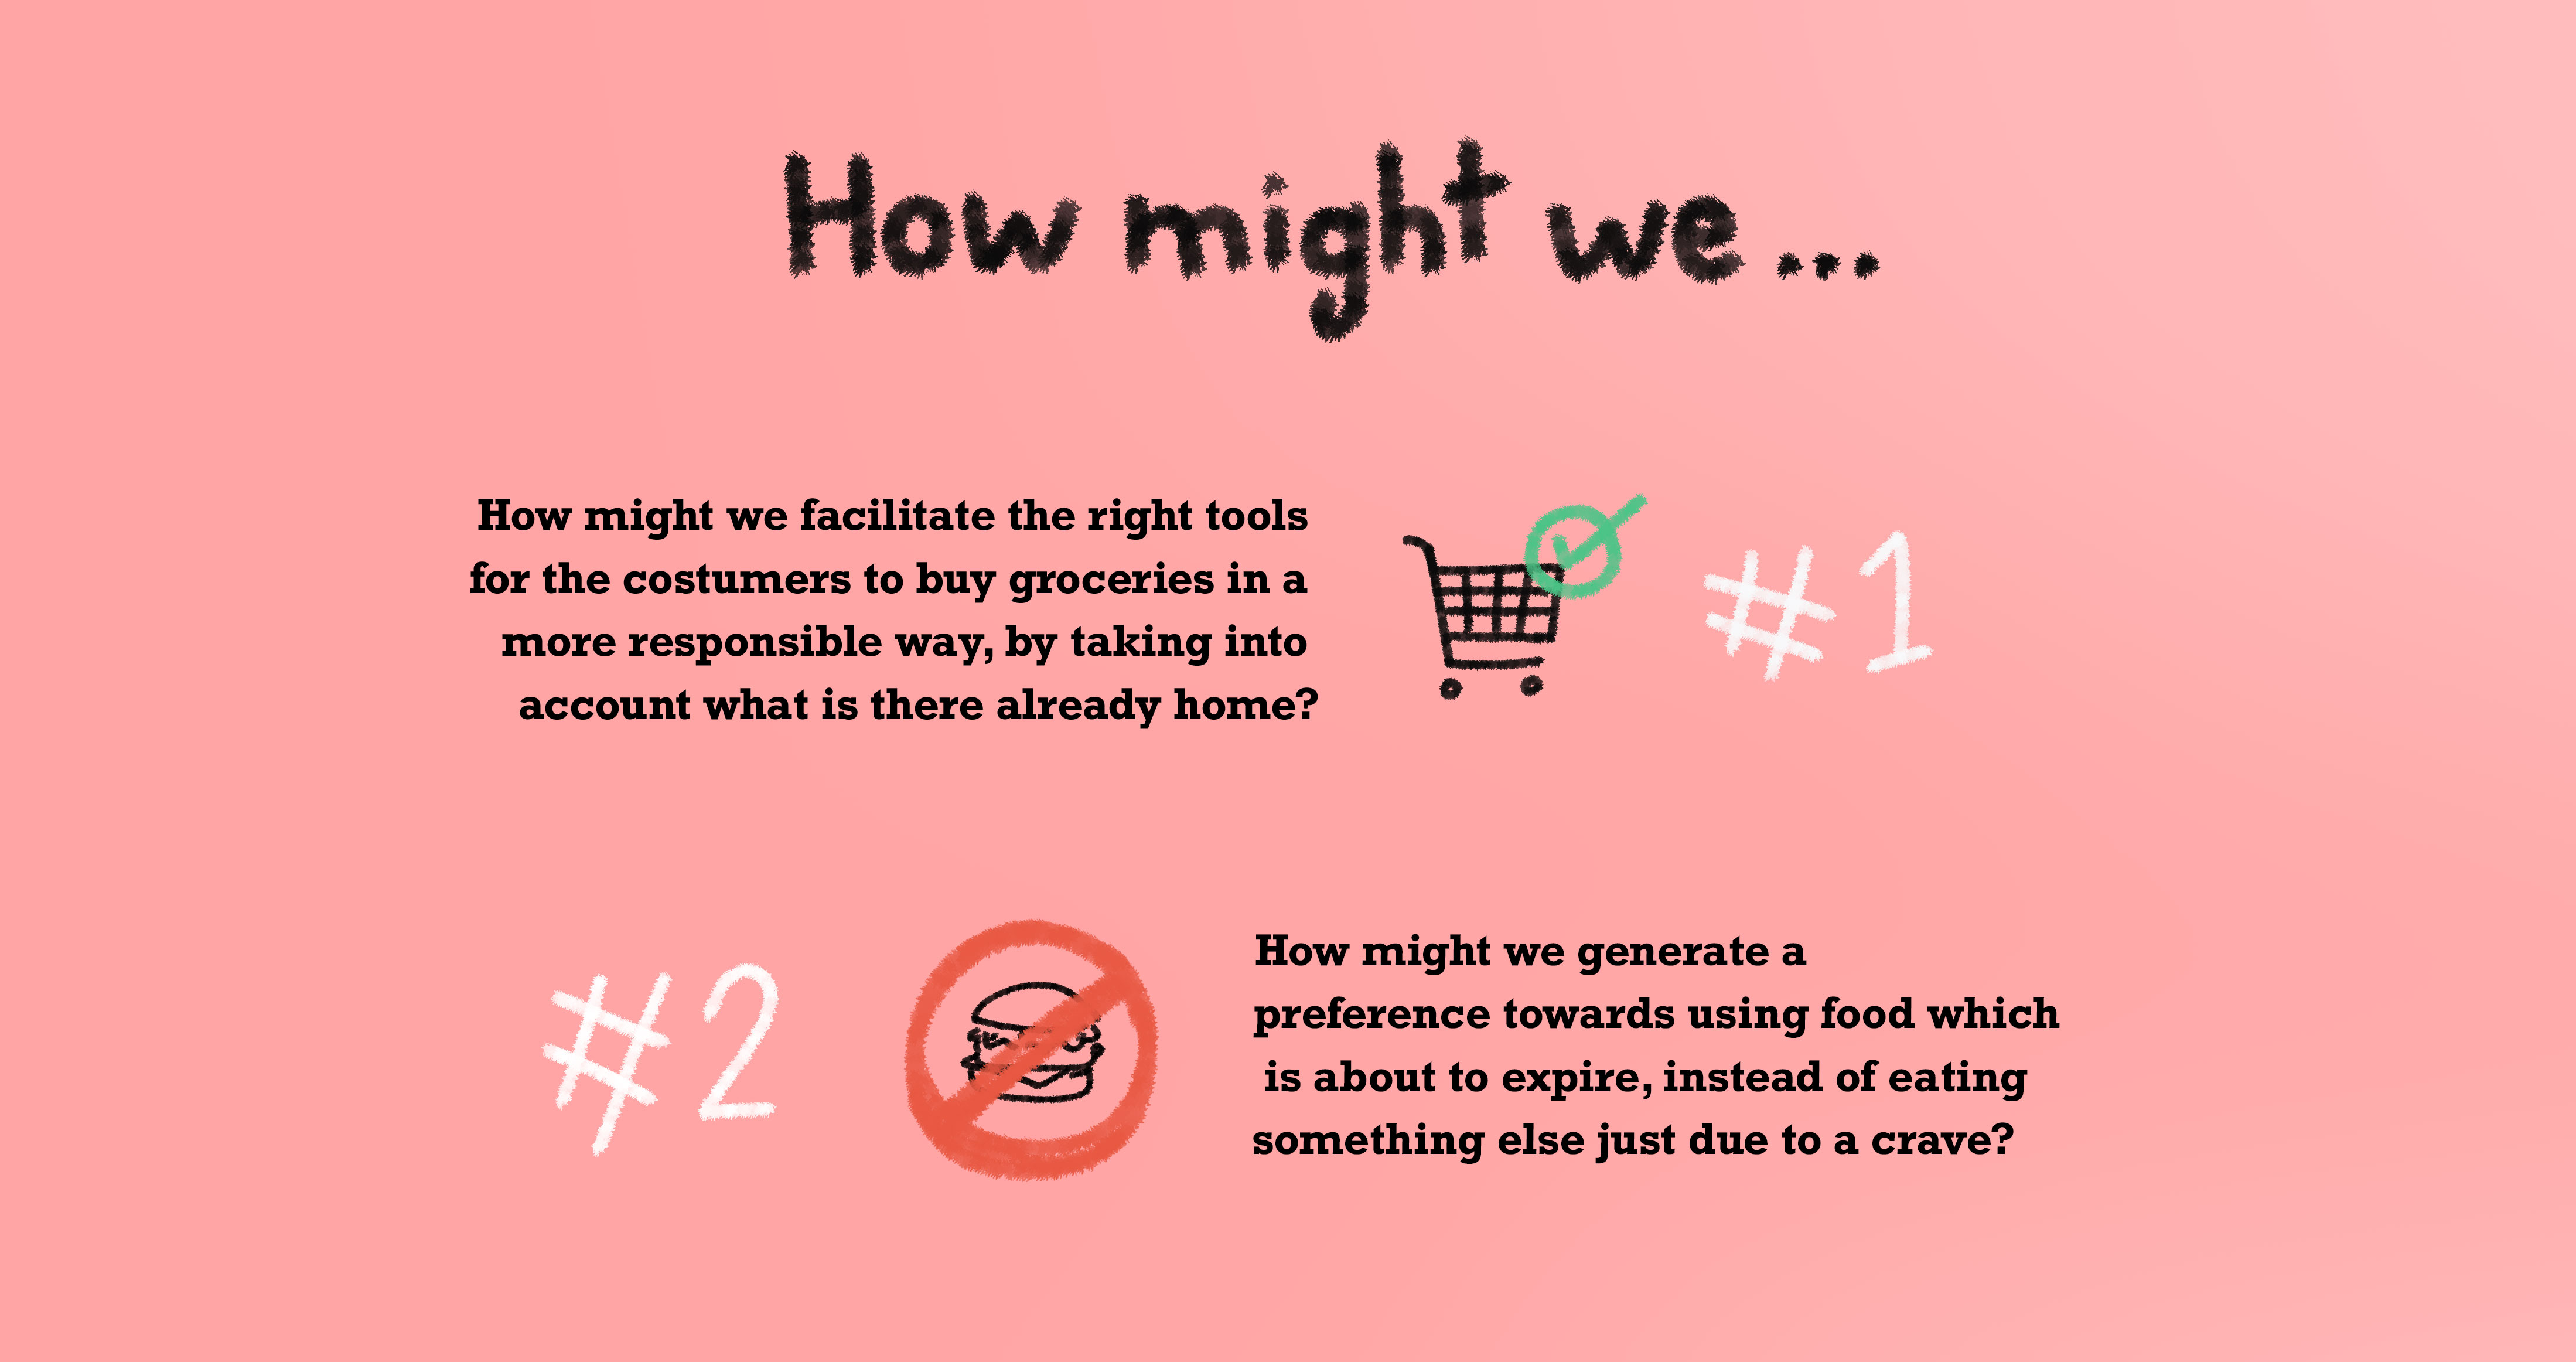 How might we...
How might we facilitate the right tools
for the costumers to buy groceries in a
more responsible way, by taking into
account what is there already home?
#1
#2
How might we generate a
preference towards using food which
is about to expire, instead of eating
something else just due to a crave?